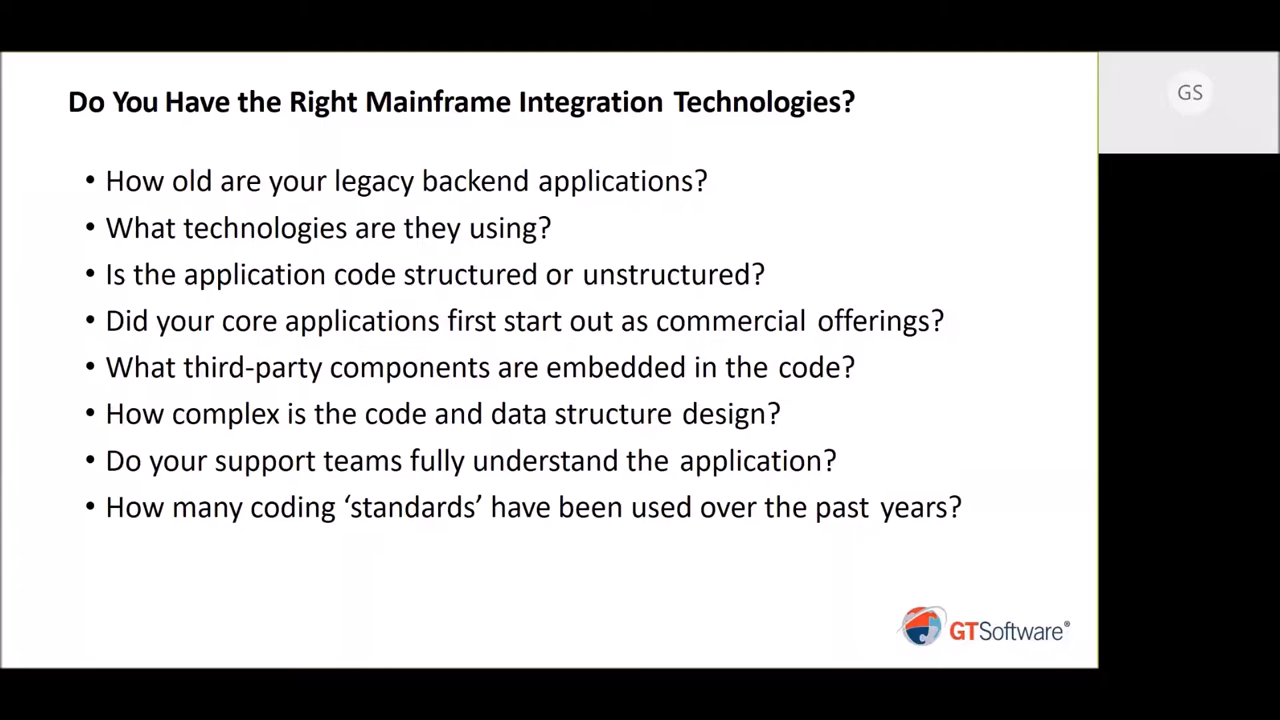 Do You Have the Right Mainframe Integration Technologies?
GS
• How old are your legacy backend applications?
• What technologies are they using?
• Is the application code structured or unstructured?
• Did your core applications first start out as commercial offerings?
• What third-party components are embedded in the code?
• How complex is the code and data structure design?
• Do your support teams fully understand the application?
• How many coding ‘standards’ have been used over the past years?
GTSoftware®